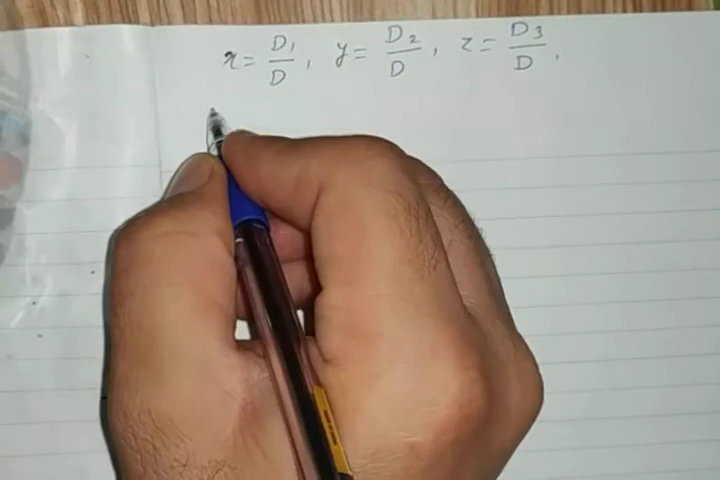 x = D₁/D, y = D₂/D, z = D₃/D.